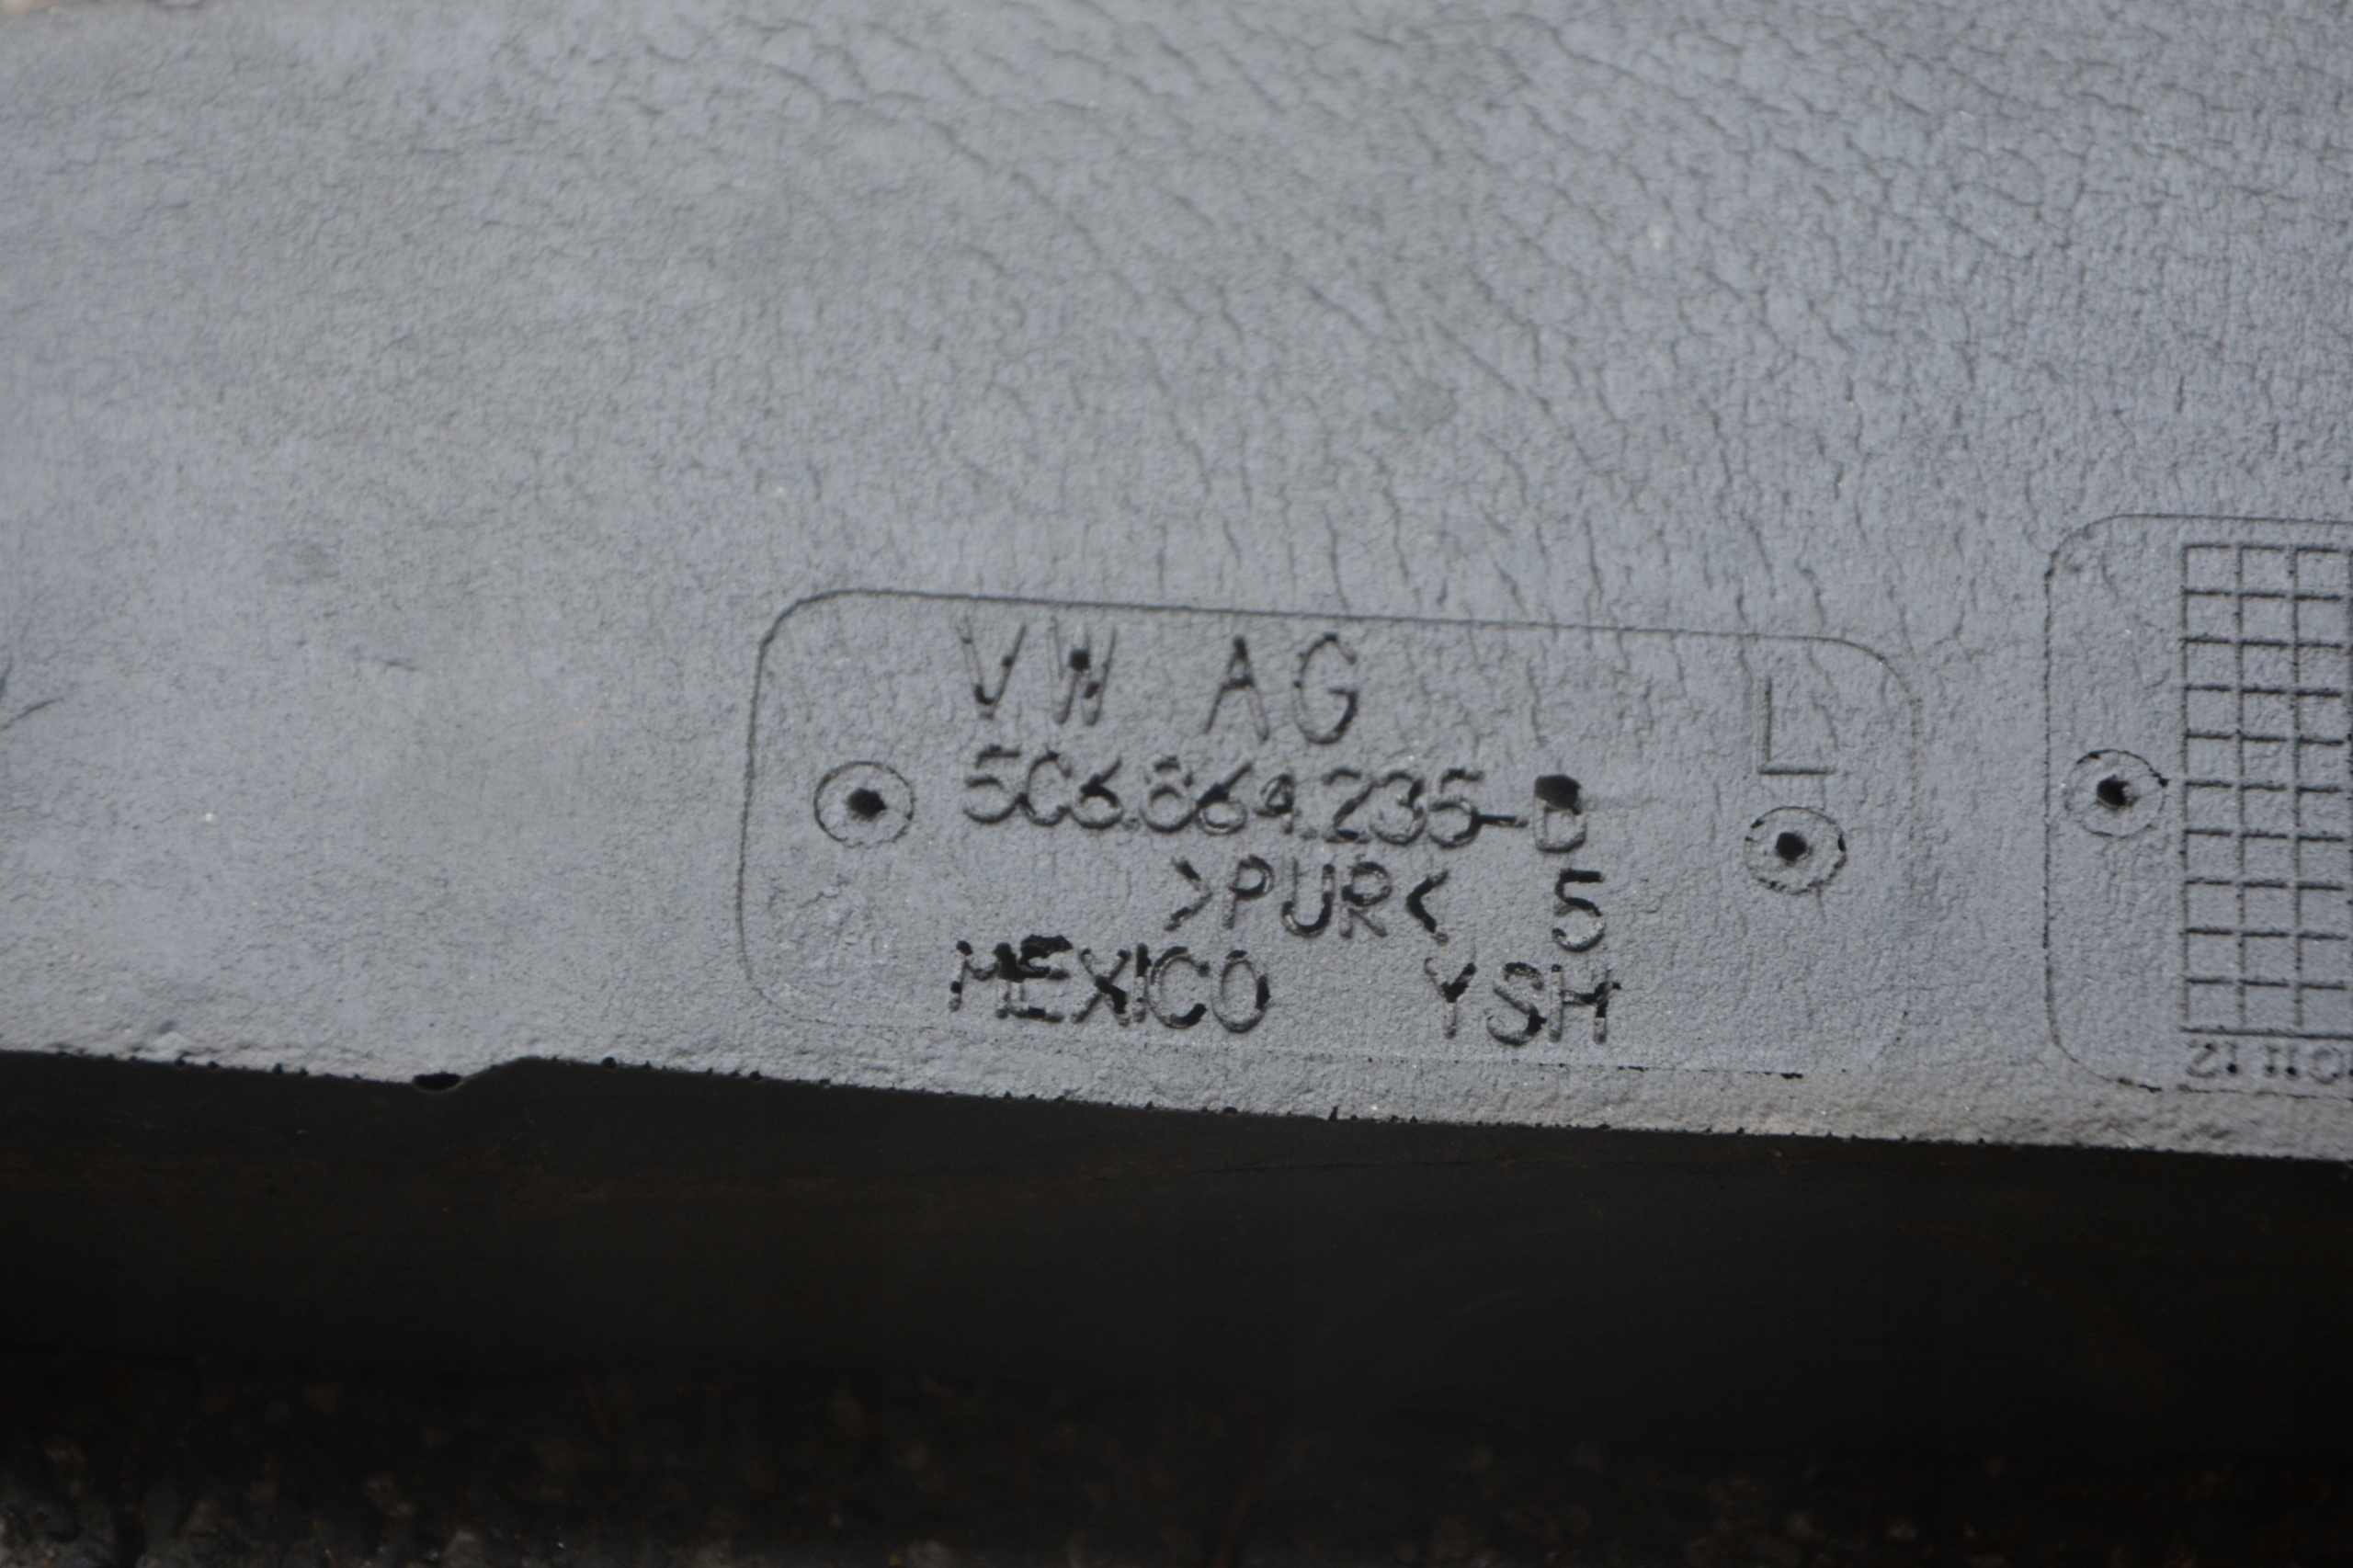 VW AG
L
5C6.864.235-B
>PUR< 5
MEXICO YSH